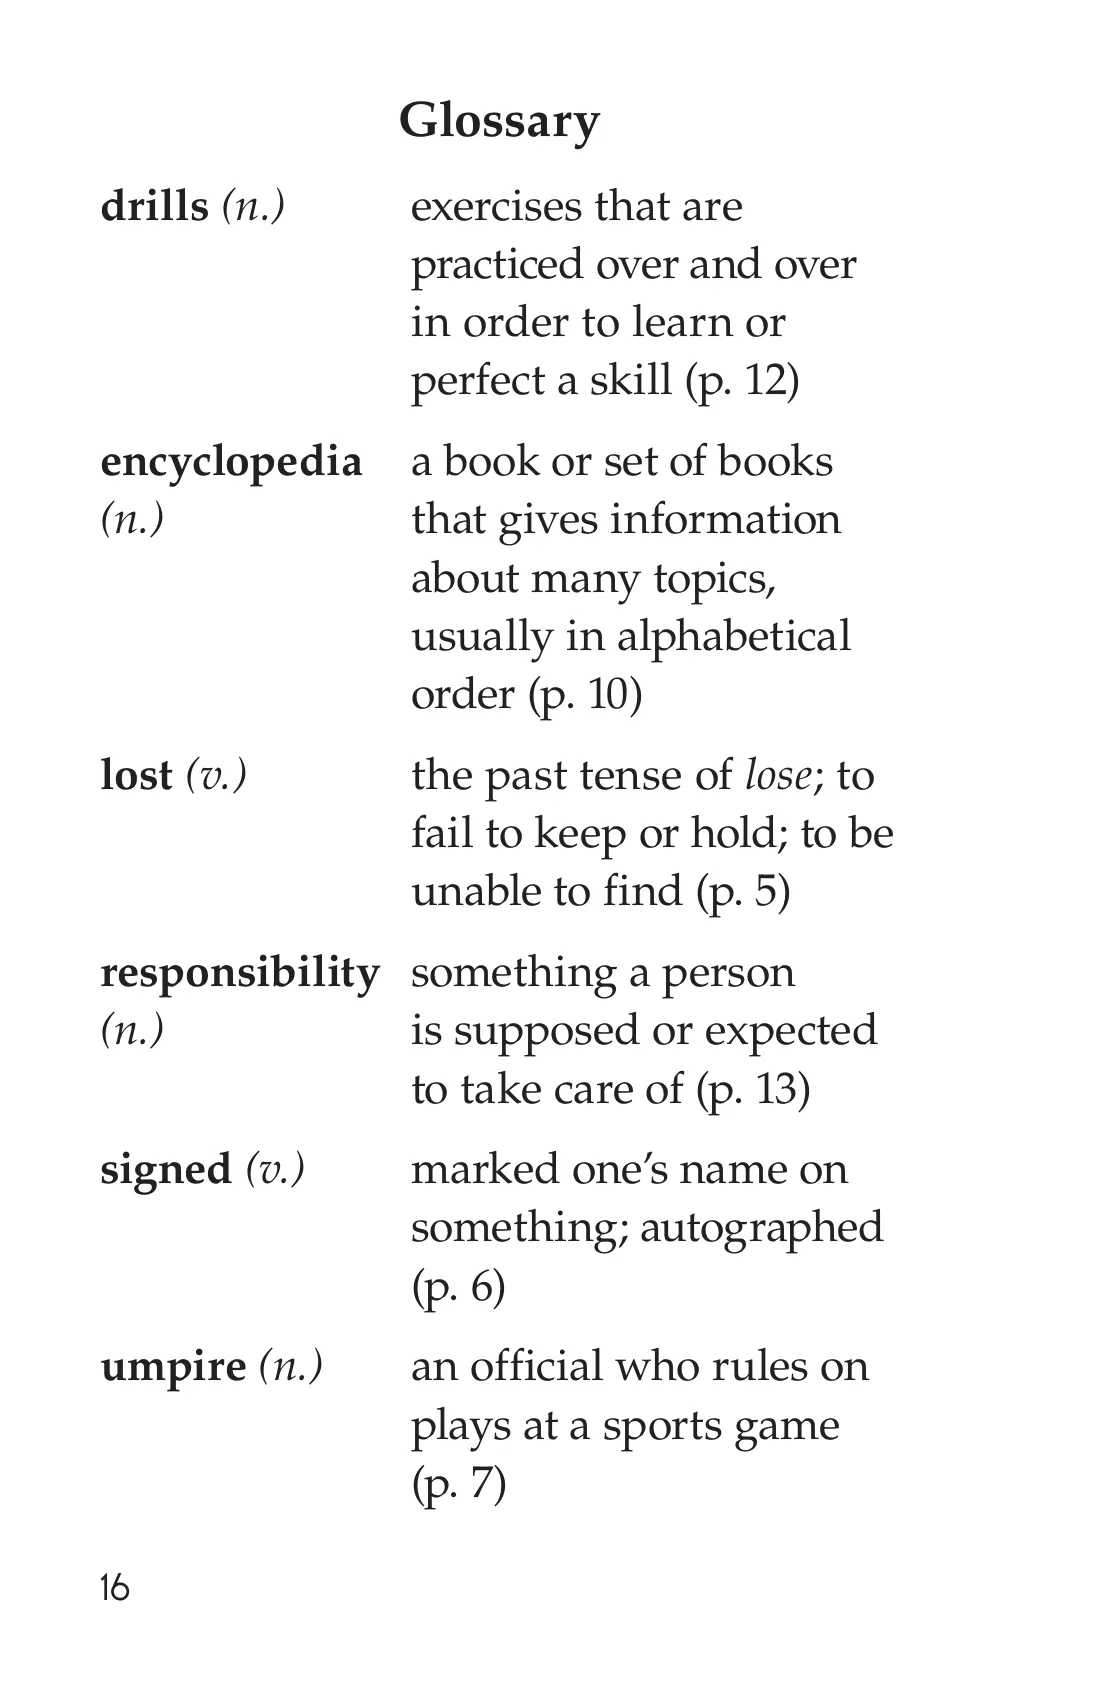 Glossary
drills (n.) exercises that are
practiced over and over
in order to learn or
perfect a skill (p. 12)
encyclopedia a book or set of books
(n.) that gives information
about many topics,
usually in alphabetical
order (p. 10)
lost (v.) the past tense of lose; to
fail to keep or hold; to be
unable to find (p. 5)
responsibility something a person
(n.) is supposed or expected
to take care of (p. 13)
signed (v.) marked one’s name on
something; autographed
(p. 6)
umpire (n.) an official who rules on
plays at a sports game
(p. 7)
16